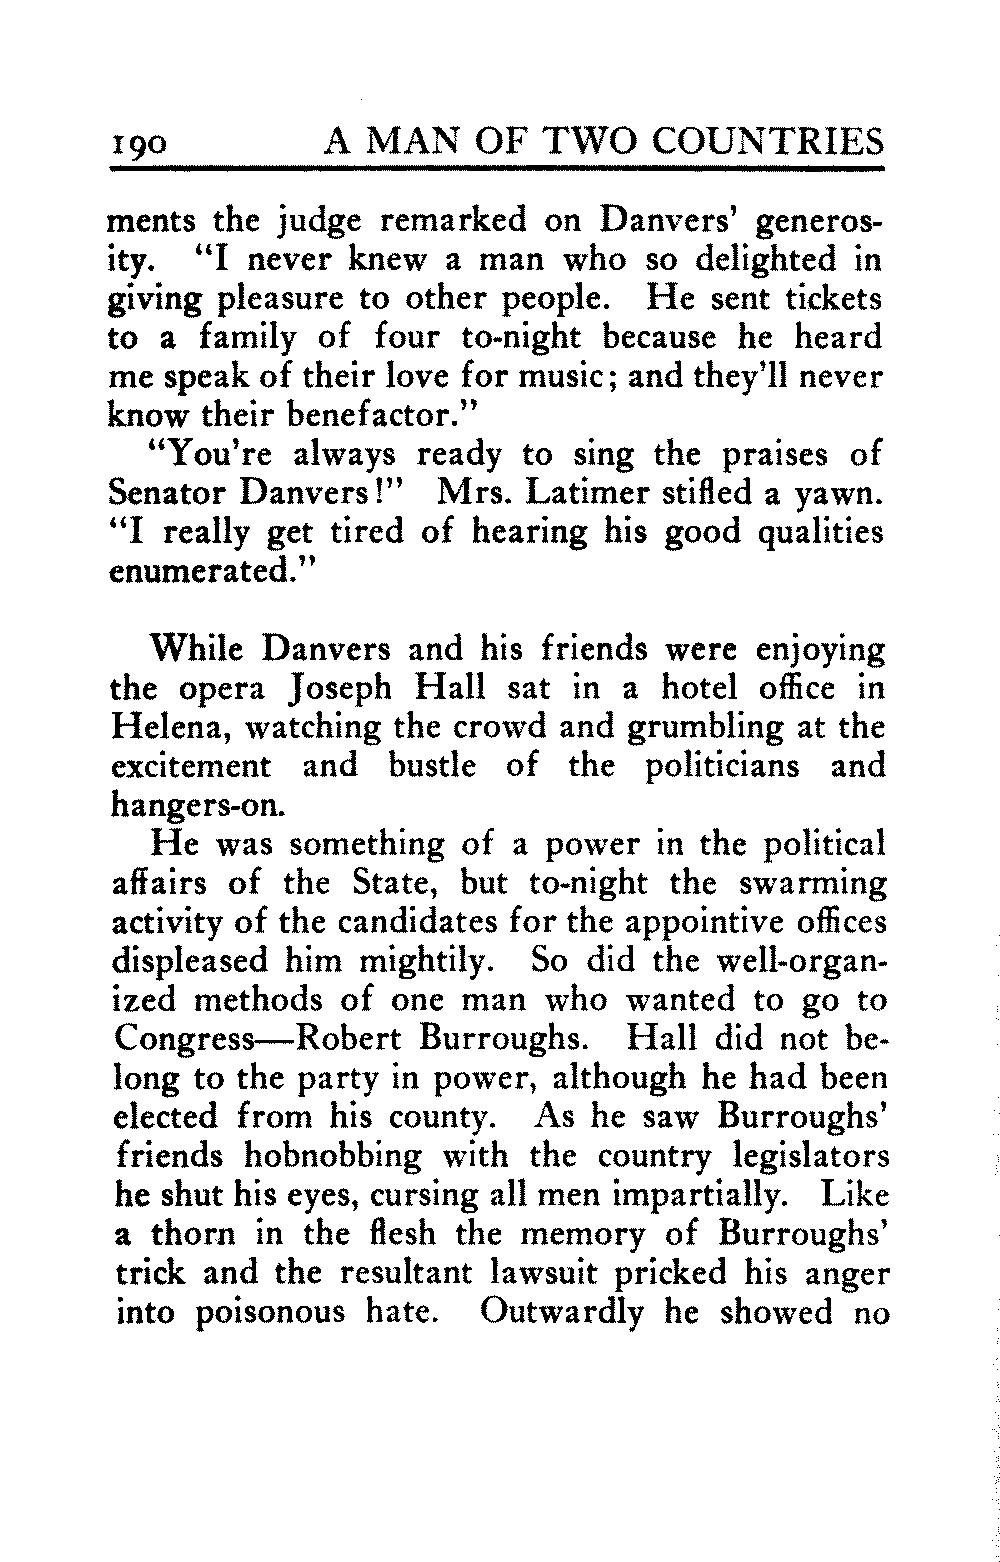 190 A MAN OF TWO COUNTRIES
ments the judge remarked on Danvers' generos-
ity. "I never knew a man who so delighted in
giving pleasure to other people. He sent tickets
to a family of four to-night because he heard
me speak of their love for music; and they'll never
know their benefactor."
"You're always ready to sing the praises of
Senator Danvers!" Mrs. Latimer stifled a yawn.
"I really get tired of hearing his good qualities
enumerated."
While Danvers and his friends were enjoying
the opera Joseph Hall sat in a hotel office in
Helena, watching the crowd and grumbling at the
excitement and bustle of the politicians and
hangers-on.
He was something of a power in the political
affairs of the State, but to-night the swarming
activity of the candidates for the appointive offices
displeased him mightily. So did the well-organ-
ized methods of one man who wanted to go to
Congress—Robert Burroughs. Hall did not be-
long to the party in power, although he had been
elected from his county. As he saw Burroughs'
friends hobnobbing with the country legislators
he shut his eyes, cursing all men impartially. Like
a thorn in the flesh the memory of Burroughs'
trick and the resultant lawsuit pricked his anger
into poisonous hate. Outwardly he showed no